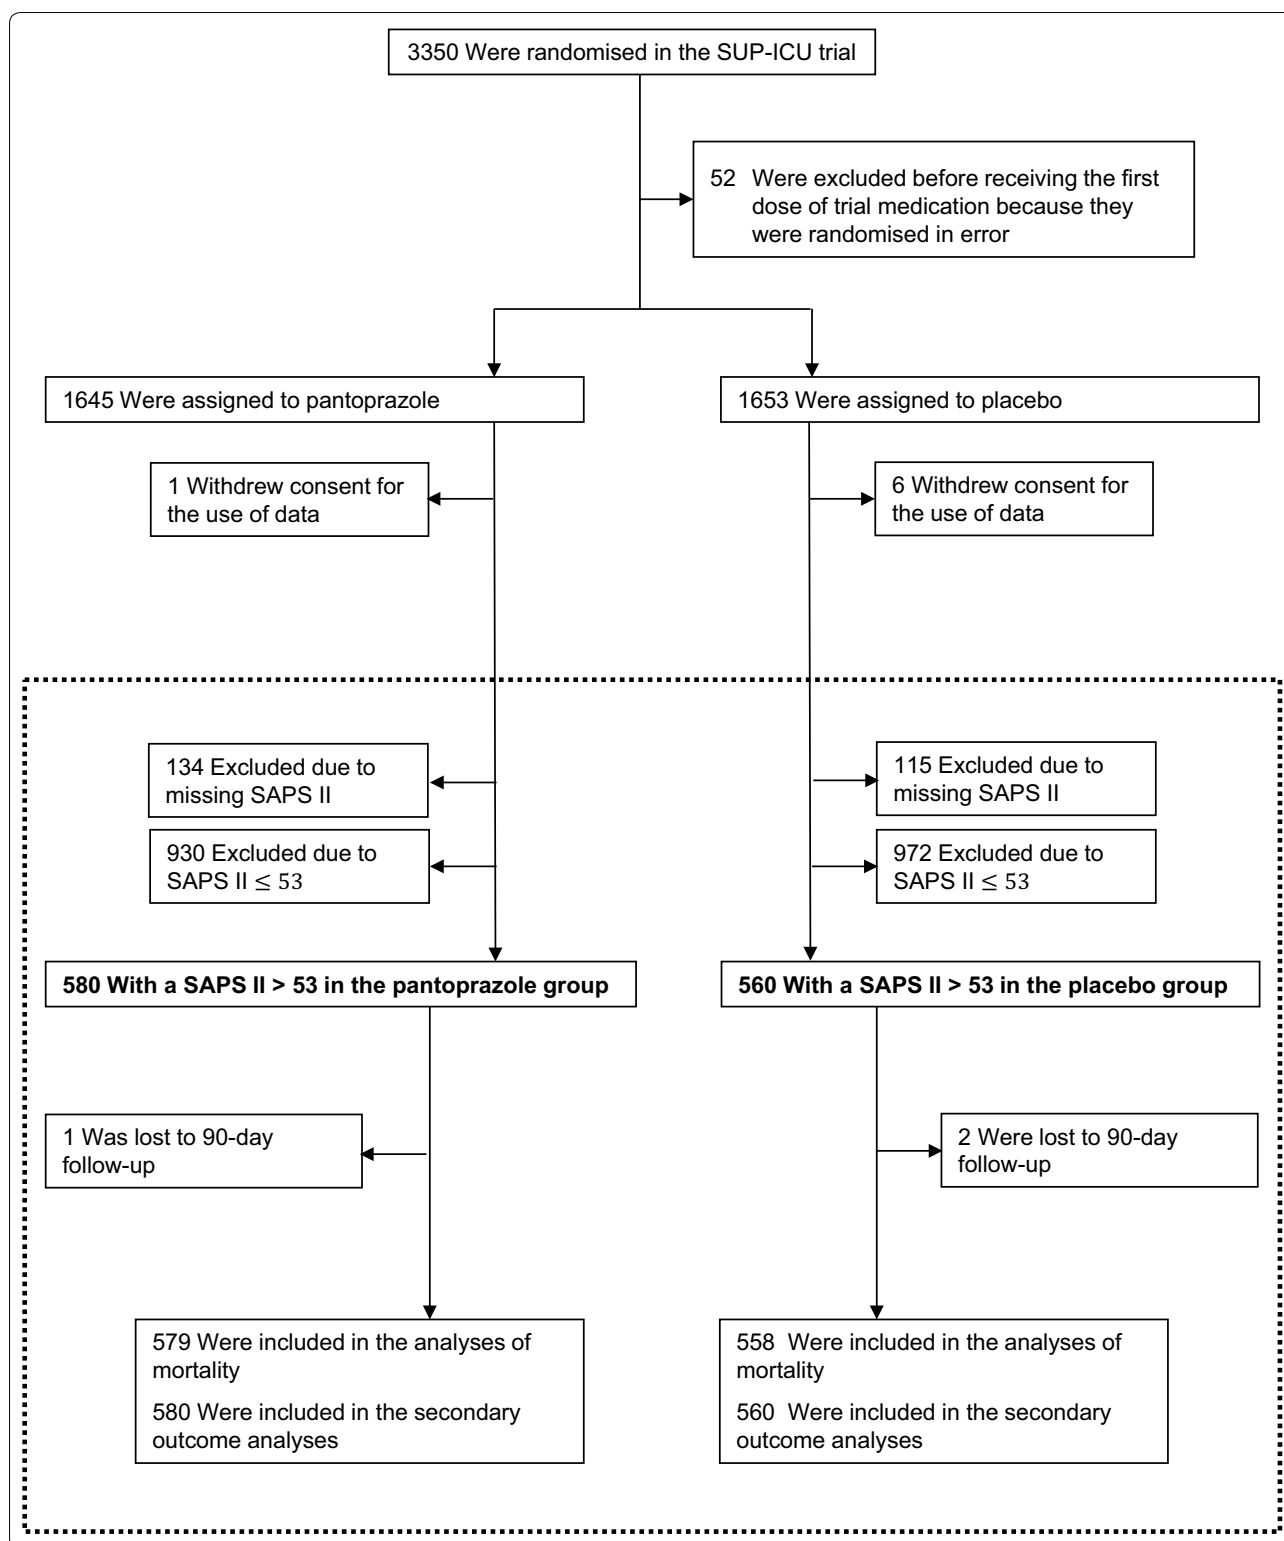 3350 Were randomised in the SUP-ICU trial
52 Were excluded before receiving the first
dose of trial medication because they
were randomised in error
1645 Were assigned to pantoprazole
1653 Were assigned to placebo
1 Withdrew consent for
the use of data
6 Withdrew consent for
the use of data
134 Excluded due to
missing SAPS II
115 Excluded due to
missing SAPS II
930 Excluded due to
SAPS II ≤ 53
972 Excluded due to
SAPS II ≤ 53
580 With a SAPS II > 53 in the pantoprazole group
560 With a SAPS II > 53 in the placebo group
1 Was lost to 90-day
follow-up
2 Were lost to 90-day
follow-up
579 Were included in the analyses of
mortality
580 Were included in the secondary
outcome analyses
558 Were included in the analyses of
mortality
560 Were included in the secondary
outcome analyses